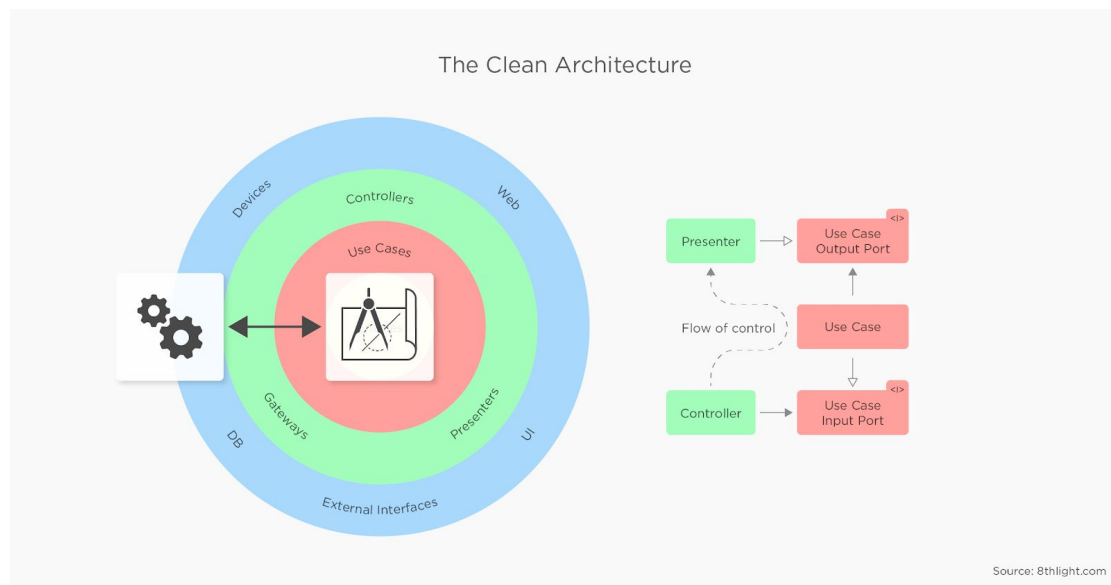 The Clean Architecture
Devices
Web
Controllers
Use Cases
Gateways
Presenters
DB
UI
External Interfaces
Presenter
<I>
Use Case
Output Port
Flow of control
Use Case
Controller
<I>
Use Case
Input Port
Source: 8thlight.com